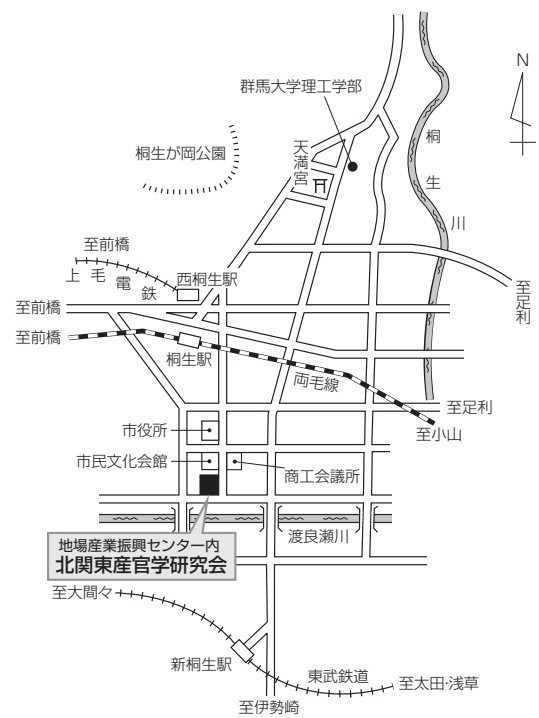 N
群馬大学理工学部
桐生が岡公園
天満宮
桐生川
至前橋
上毛電鉄
西桐生駅
至足利
至前橋
至前橋
桐生駅
両毛線
至足利
至小山
市役所
市民文化会館
商工会議所
渡良瀬川
地場産業振興センター内
北関東産官学研究会
至大間々
新桐生駅
東武鉄道
至太田・浅草
至伊勢崎